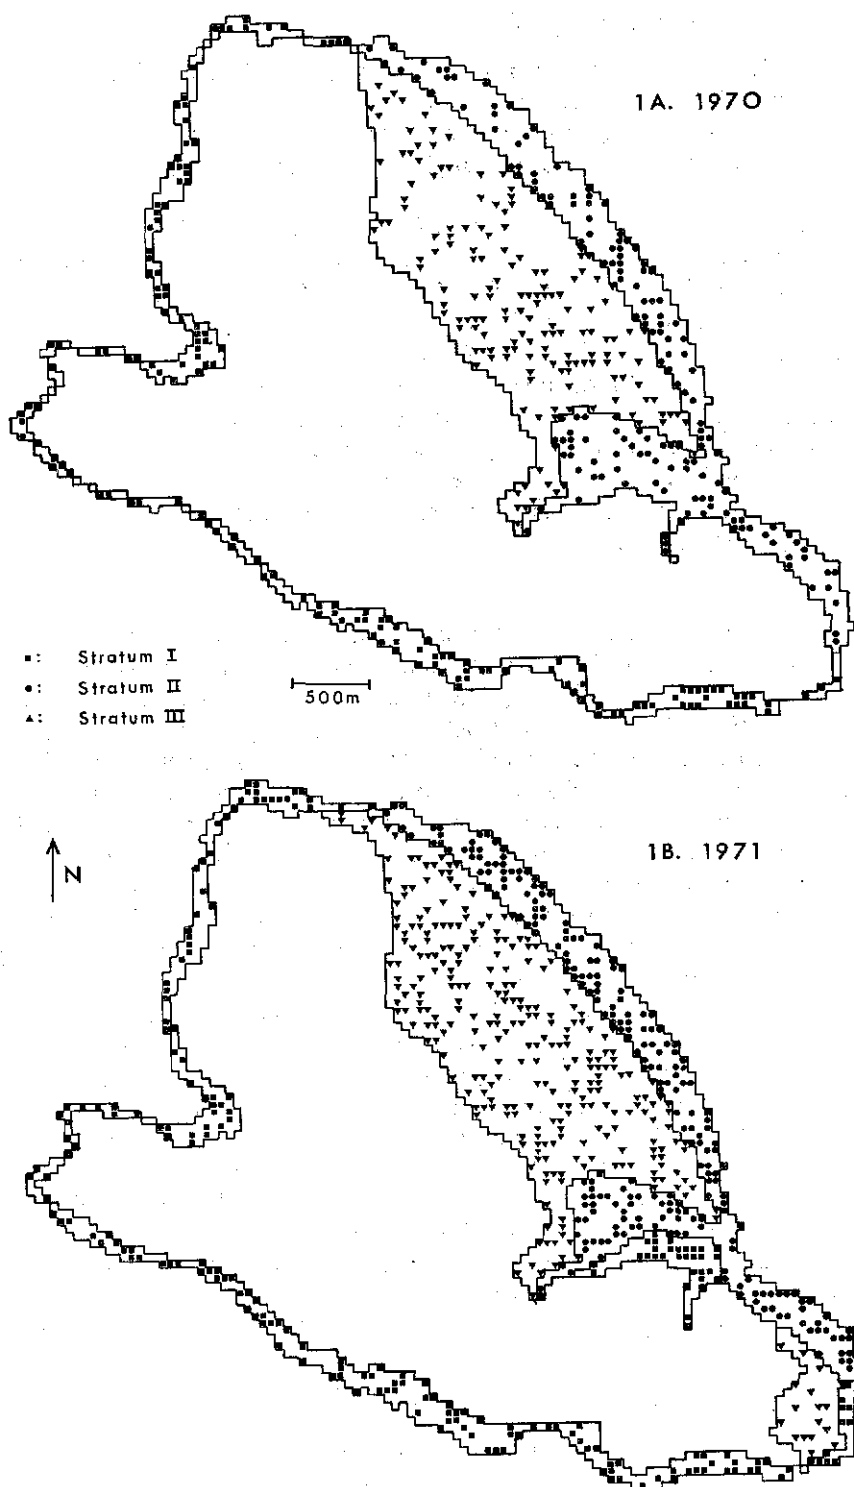 1A. 1970
■: Stratum I
●: Stratum II
▲: Stratum III
500m
N
1B. 1971